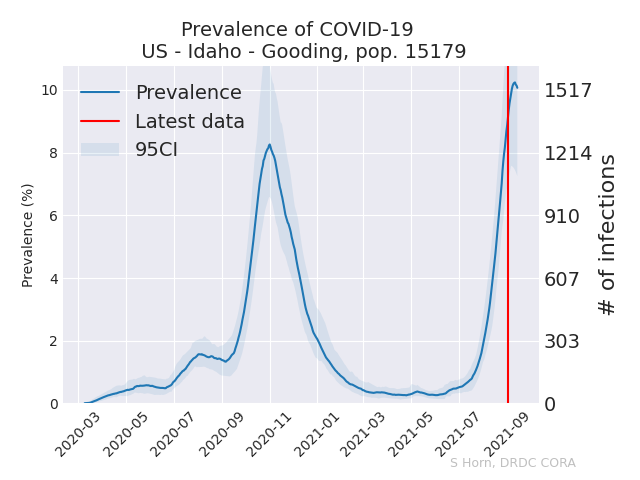 Prevalence of COVID-19
US - Idaho - Gooding, pop. 15179
Prevalence
Latest data
95CI
Prevalence (%)
10
8
6
4
2
0
1517
1214
910
607
303
0
# of infections
2020-03
2020-05
2020-07
2020-09
2020-11
2021-01
2021-03
2021-05
2021-07
2021-09
S Horn, DRDC CORA